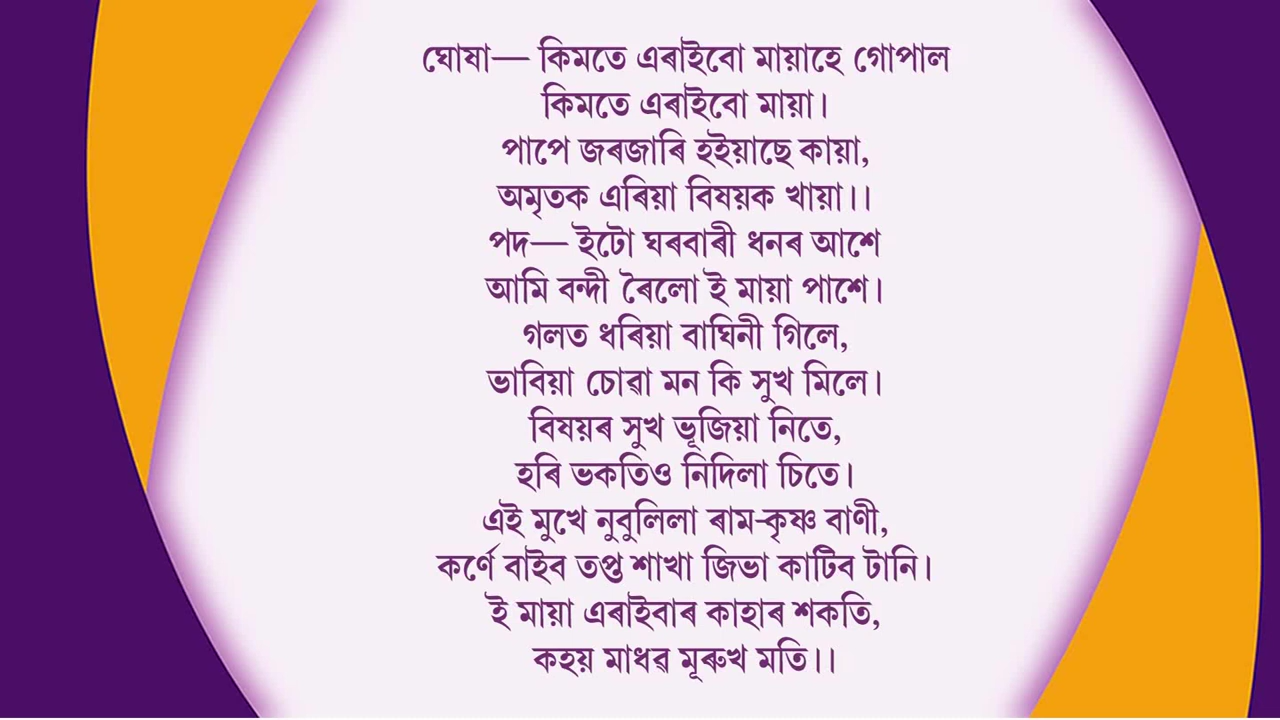 ঘোষা— কিমতে এৰাইবো মায়াহে গোপাল
কিমতে এৰাইবো মায়া।
পাপে জৰজাৰি হইয়াছে কায়া,
অমৃতক এৰিয়া বিষয়ক খায়া।।
পদ— ইটো ঘৰবাৰী ধনৰ আশে
আমি বন্দী ৰৈলো ই মায়া পাশে।
গলত ধৰিয়া বাঘিনী গিলে,
ভাবিয়া চোৱা মন কি সুখ মিলে।
বিষয়ৰ সুখ ভূজিয়া নিতে,
হৰি ভকতিও নিদিলা চিতে।
এই মুখে নুবুলিলা ৰাম-কৃষ্ণ বাণী,
কৰ্ণে বাইব তপ্ত শাখা জিভা কাটিব টানি।
ই মায়া এৰাইবাৰ কাহাৰ শকতি,
কহয় মাধৱ মূৰুখ মতি।।